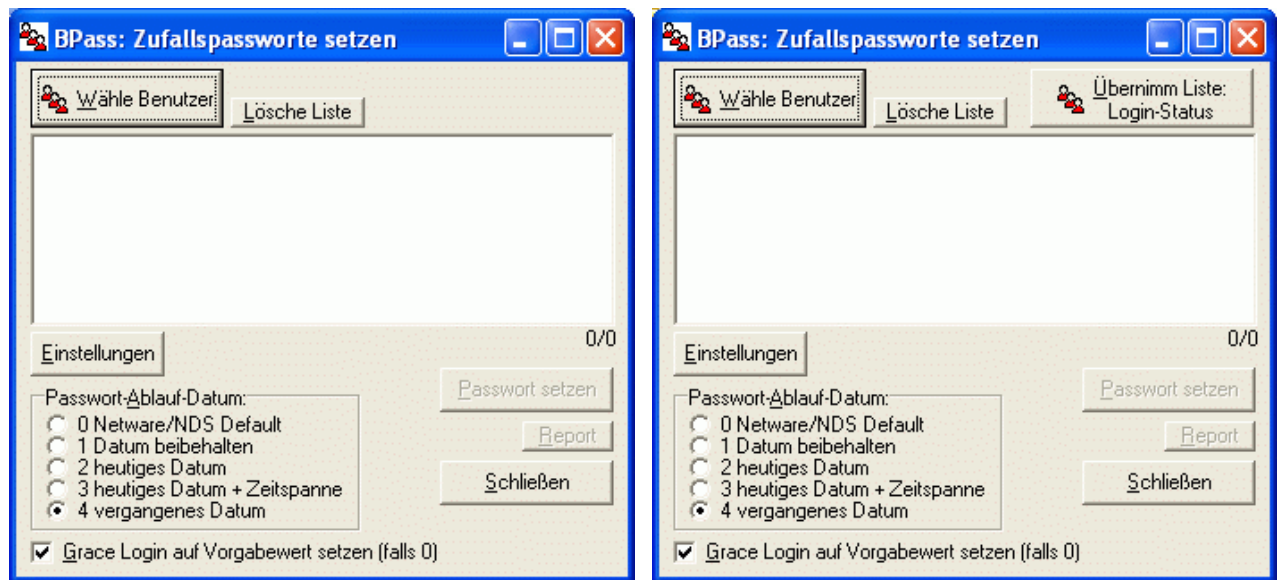 BPass: Zufallspassworte setzen
Wähle Benutzer
Lösche Liste
0/0
Einstellungen
Passwort setzen
Passwort-Ablauf-Datum:
0 Netware/NDS Default
1 Datum beibehalten
2 heutiges Datum
3 heutiges Datum + Zeitspanne
4 vergangenes Datum
Report
Schließen
Grace Login auf Vorgabewert setzen (falls 0)
BPass: Zufallspassworte setzen
Wähle Benutzer
Lösche Liste
Übernimm Liste:
Login-Status
0/0
Einstellungen
Passwort setzen
Passwort-Ablauf-Datum:
0 Netware/NDS Default
1 Datum beibehalten
2 heutiges Datum
3 heutiges Datum + Zeitspanne
4 vergangenes Datum
Report
Schließen
Grace Login auf Vorgabewert setzen (falls 0)